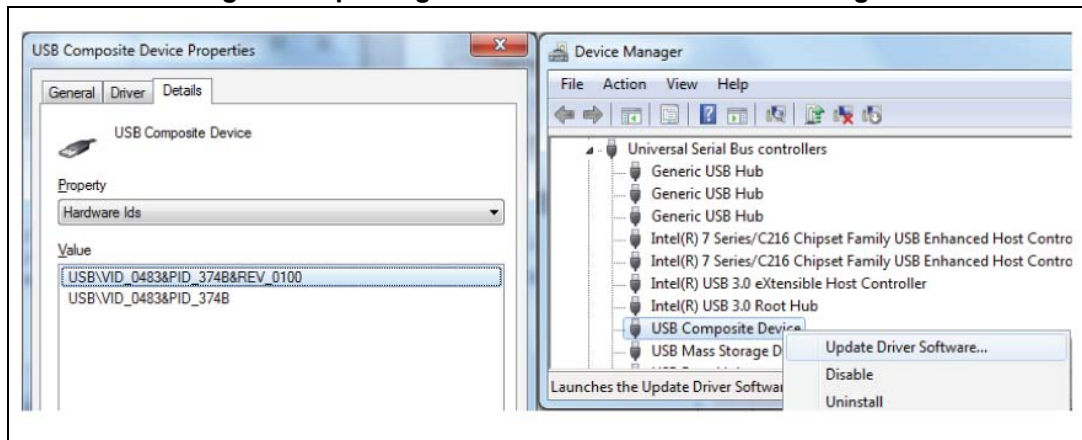 USB Composite Device Properties
General Driver Details
USB Composite Device
Property
Hardware Ids
Value
USB\VID_0483&PID_374B&REV_0100
USB\VID_0483&PID_374B
Device Manager
File Action View Help
Universal Serial Bus controllers
Generic USB Hub
Generic USB Hub
Generic USB Hub
Intel(R) 7 Series/C216 Chipset Family USB Enhanced Host Contro
Intel(R) 7 Series/C216 Chipset Family USB Enhanced Host Contro
Intel(R) USB 3.0 eXtensible Host Controller
Intel(R) USB 3.0 Root Hub
USB Composite Device
USB Mass Storage D
Update Driver Software...
Disable
Uninstall
Launches the Update Driver Softwar